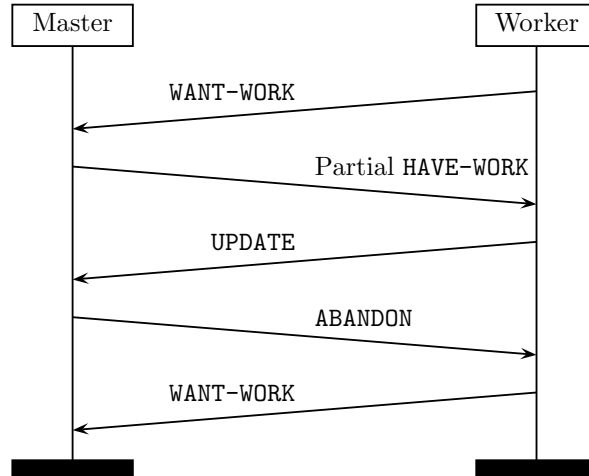 Master Worker
WANT-WORK
Partial HAVE-WORK
UPDATE
ABANDON
WANT-WORK